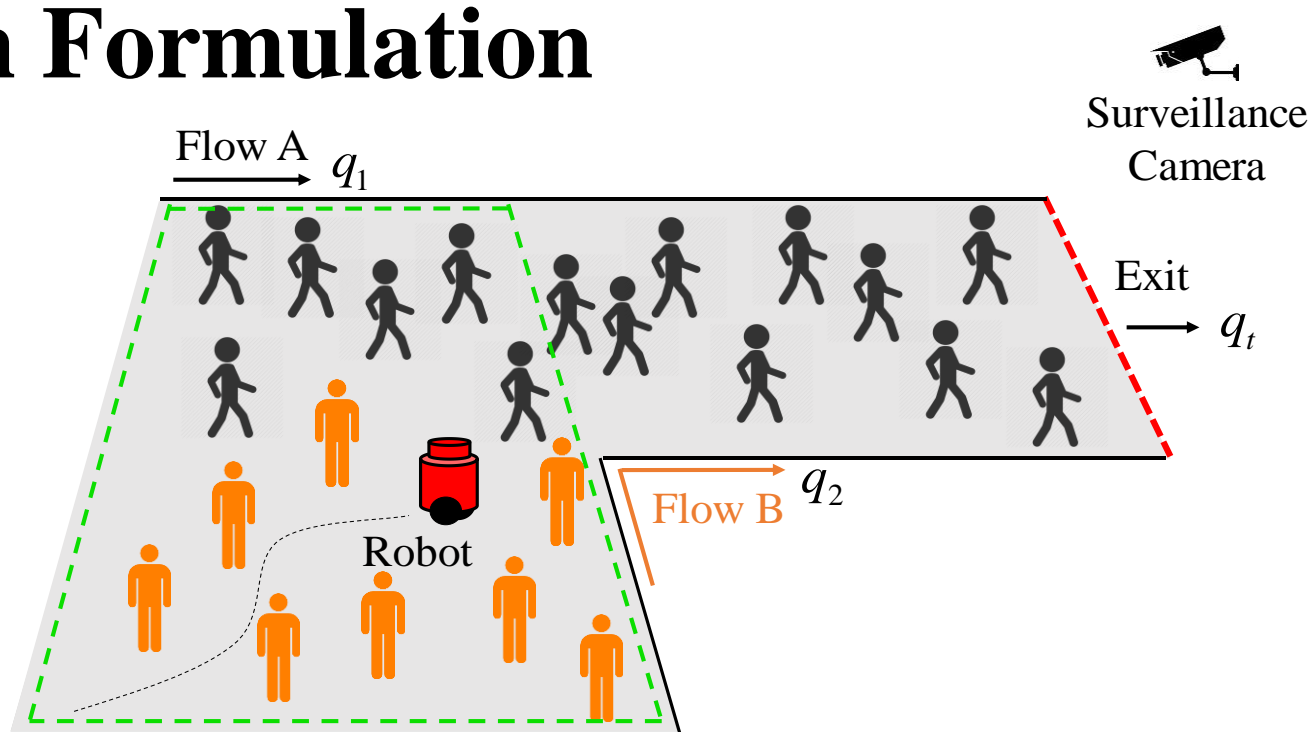 n Formulation
Surveillance
Camera
Flow A q₁
Exit
qₜ
q₂
Flow B
Robot